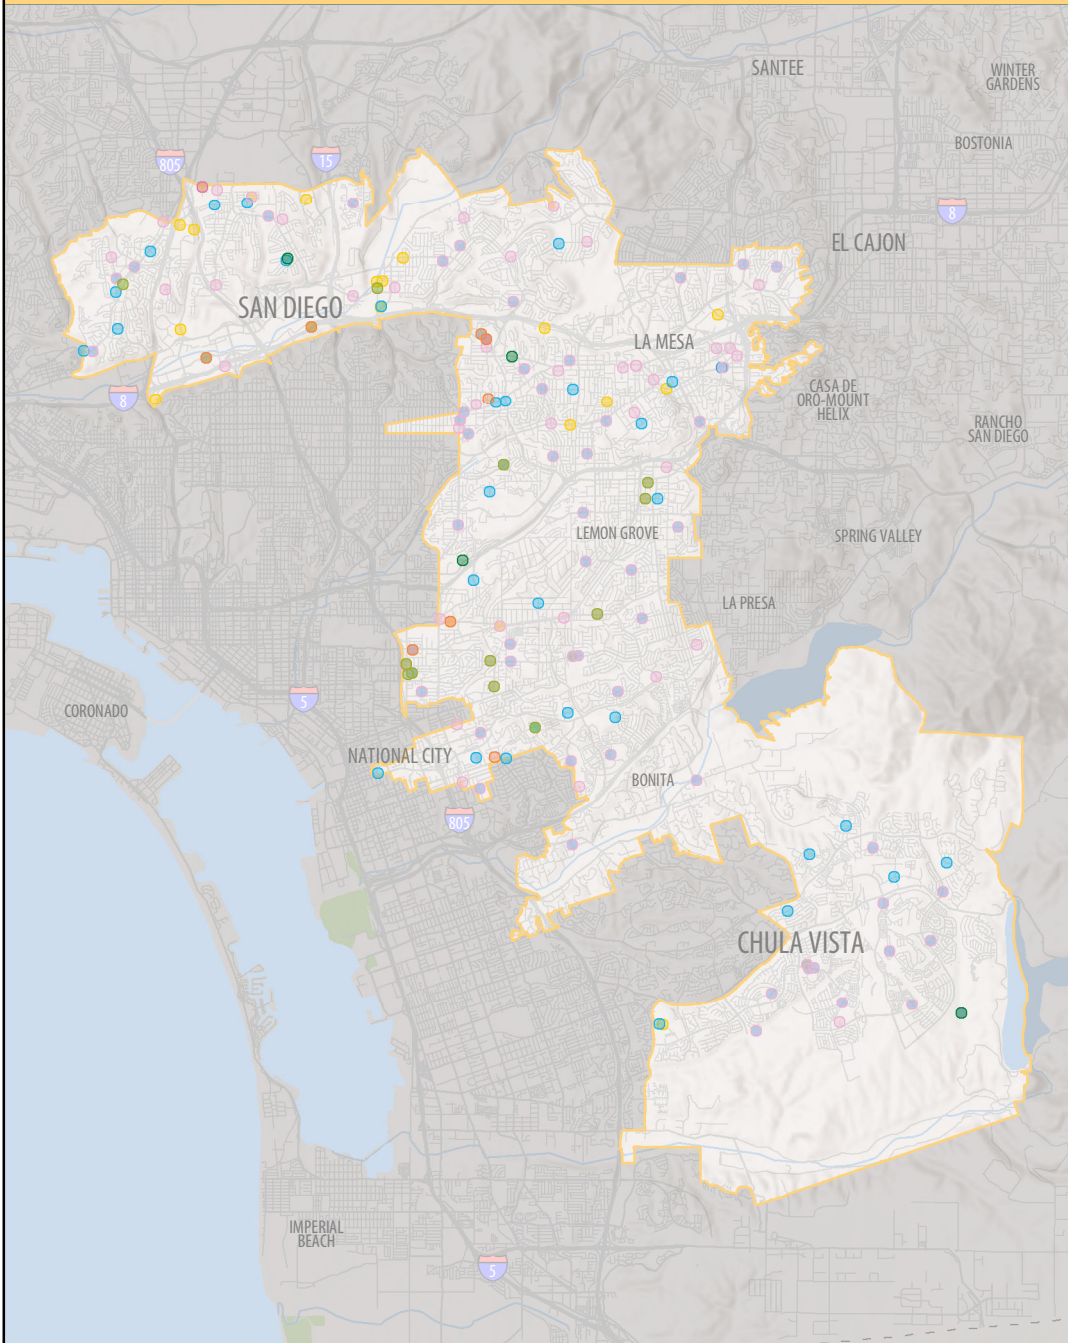 SANTEE
WINTER
GARDENS
BOSTONIA
805
15
8
EL CAJON
SAN DIEGO
LA MESA
CASA DE
ORO-MOUNT
HELIX
8
RANCHO
SAN DIEGO
LEMON GROVE
SPRING VALLEY
LA PRESA
5
CORONADO
NATIONAL CITY
BONITA
805
CHULA VISTA
IMPERIAL
BEACH
5